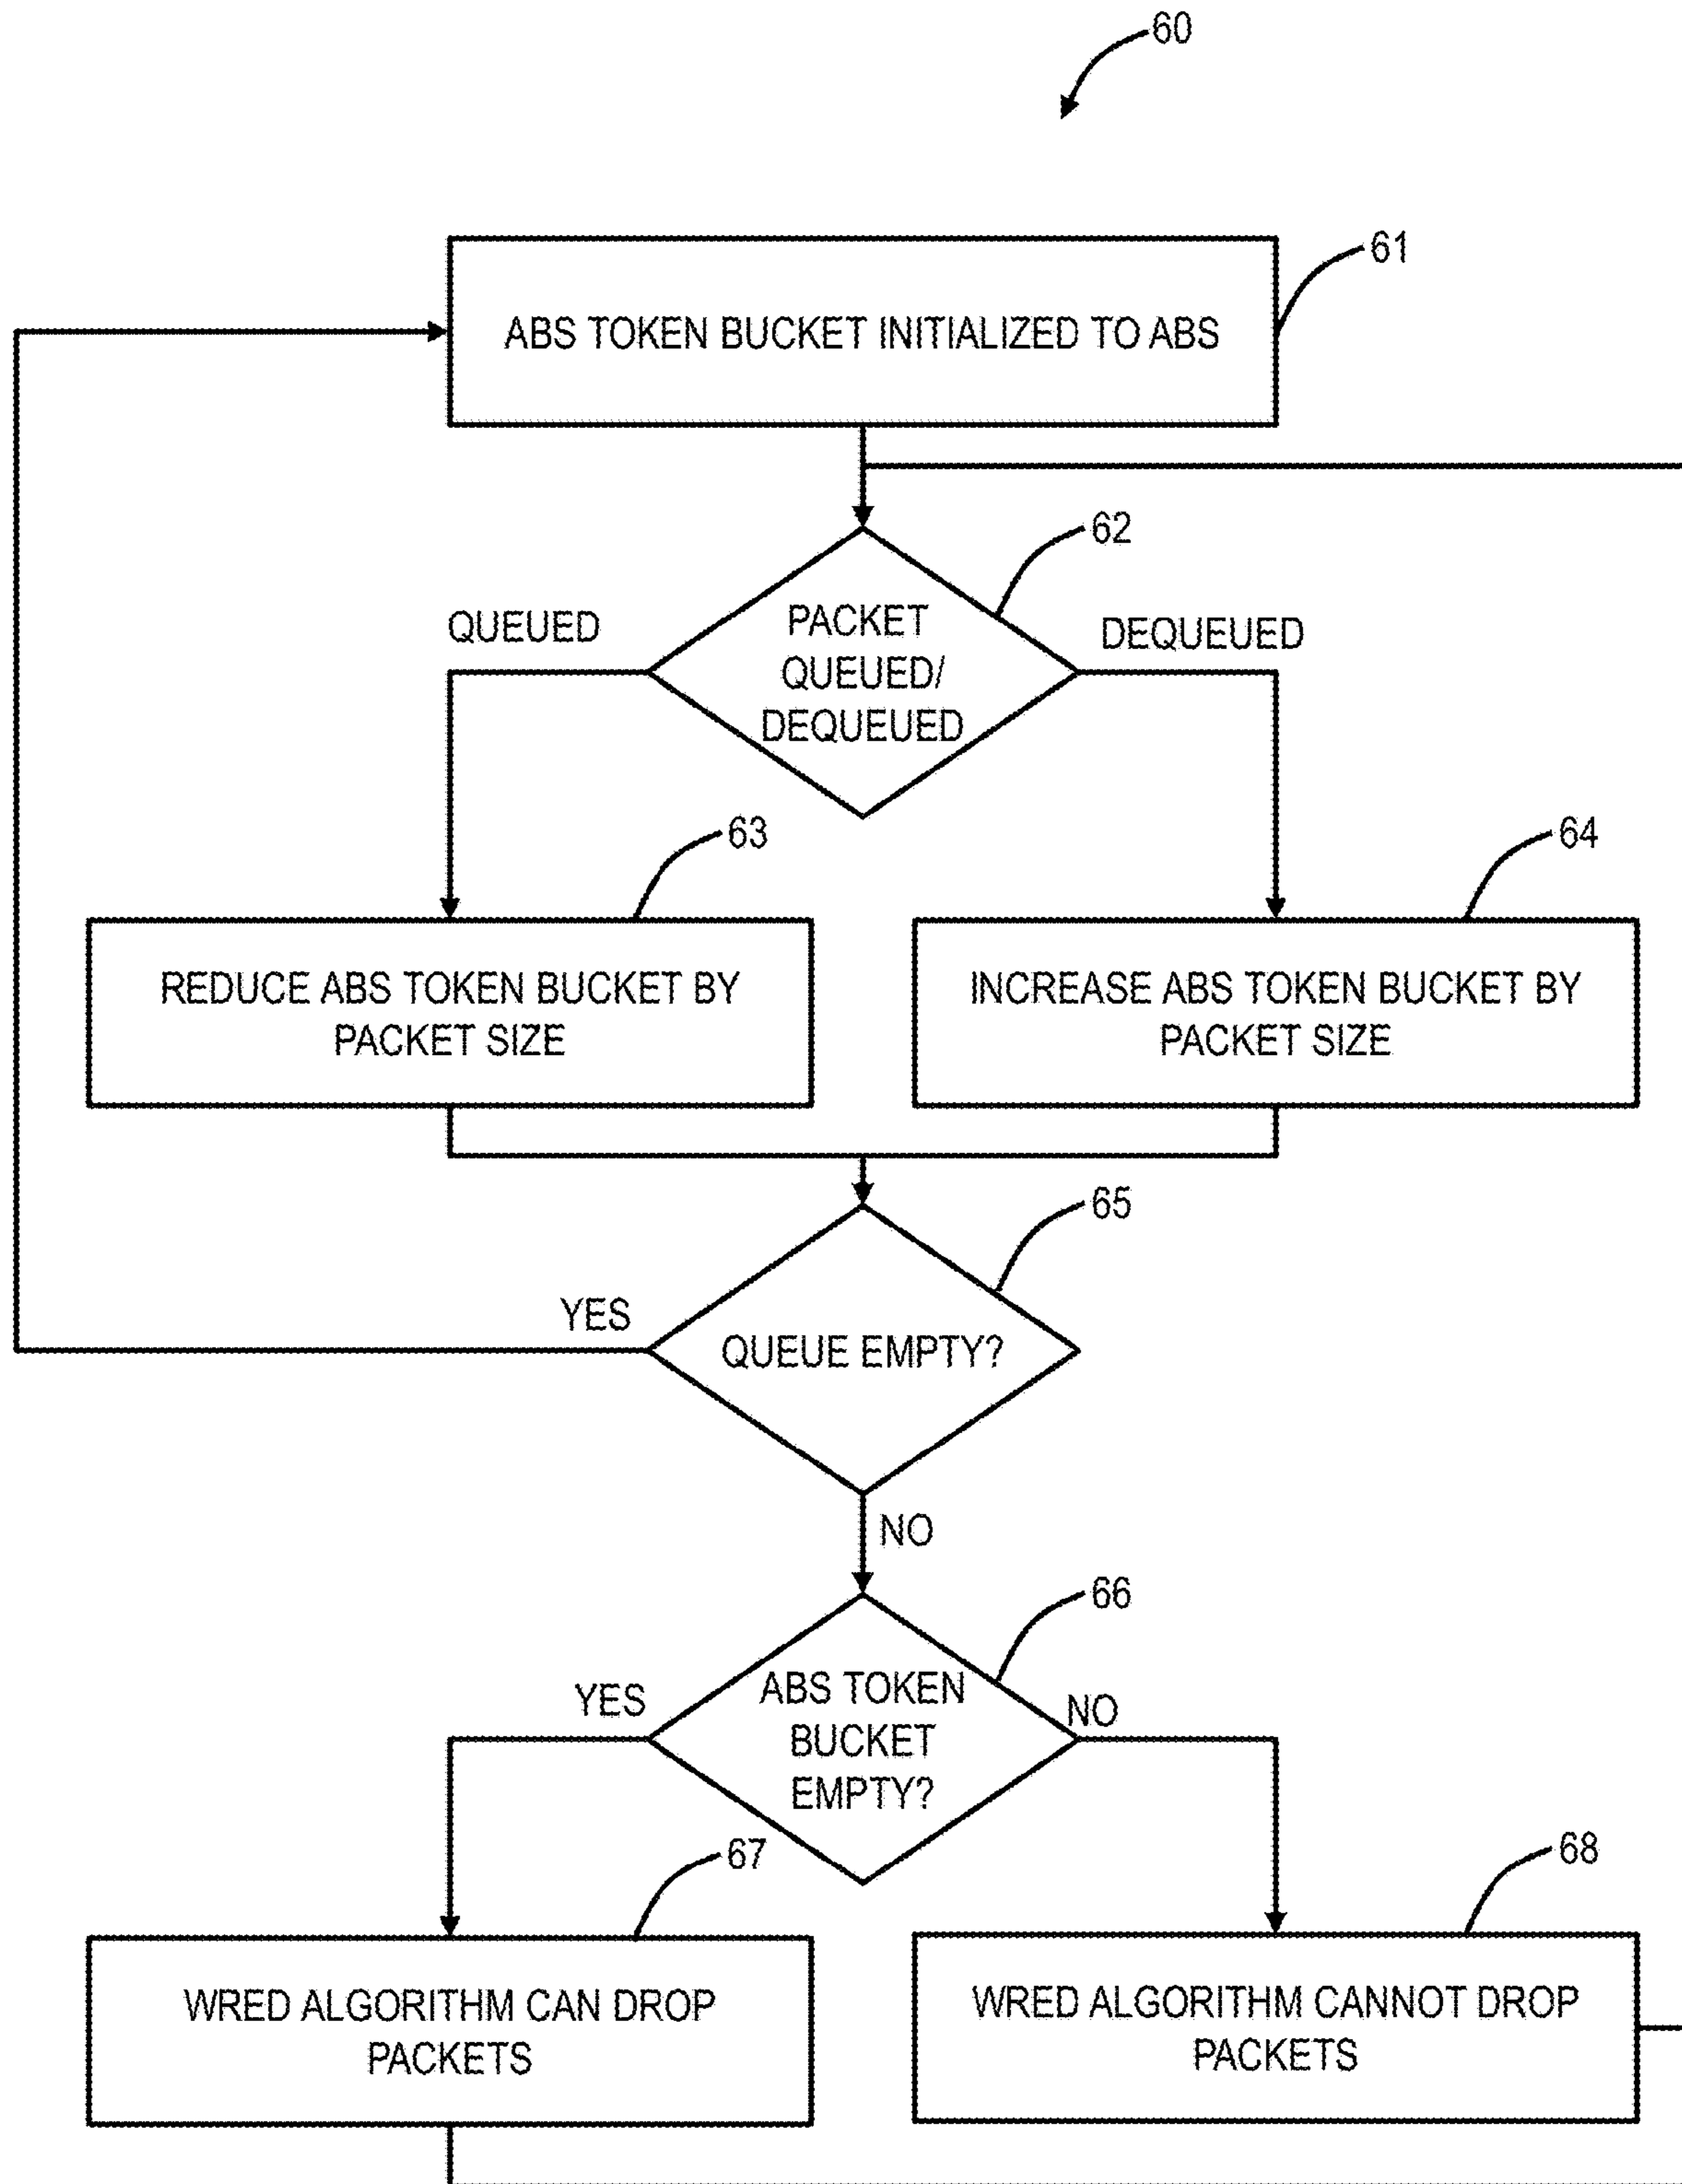 60
61
ABS TOKEN BUCKET INITIALIZED TO ABS
62
QUEUED
PACKET
QUEUED/
DEQUEUED
DEQUEUED
63
64
REDUCE ABS TOKEN BUCKET BY
PACKET SIZE
INCREASE ABS TOKEN BUCKET BY
PACKET SIZE
65
YES
QUEUE EMPTY?
NO
66
YES
ABS TOKEN
BUCKET
EMPTY?
NO
67
68
WRED ALGORITHM CAN DROP
PACKETS
WRED ALGORITHM CANNOT DROP
PACKETS